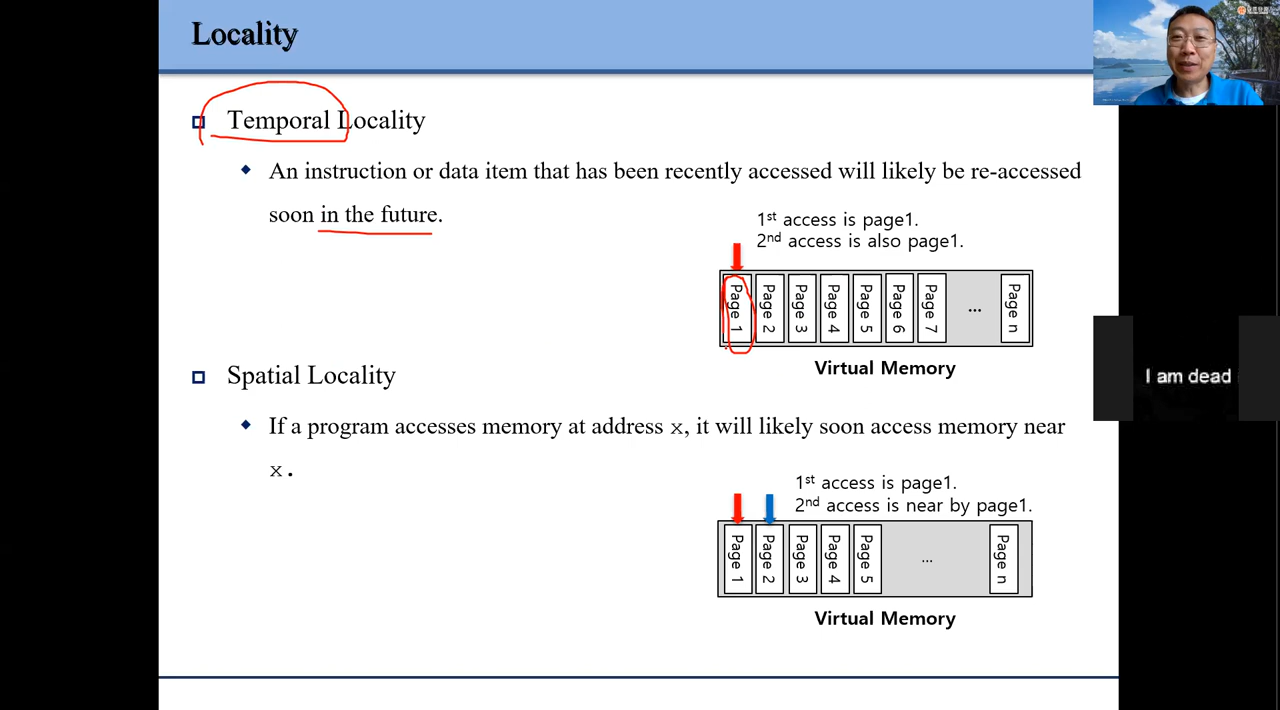 Locality
Temporal Locality
An instruction or data item that has been recently accessed will likely be re-accessed
soon in the future.
1st access is page1.
2nd access is also page1.
Page 1
Page 2
Page 3
Page 4
Page 5
Page 6
Page 7
...
Page n
Virtual Memory
I am dead
Spatial Locality
If a program accesses memory at address x, it will likely soon access memory near
x.
1st access is page1.
2nd access is near by page1.
Page 1
Page 2
Page 3
Page 4
Page 5
...
Page n
Virtual Memory